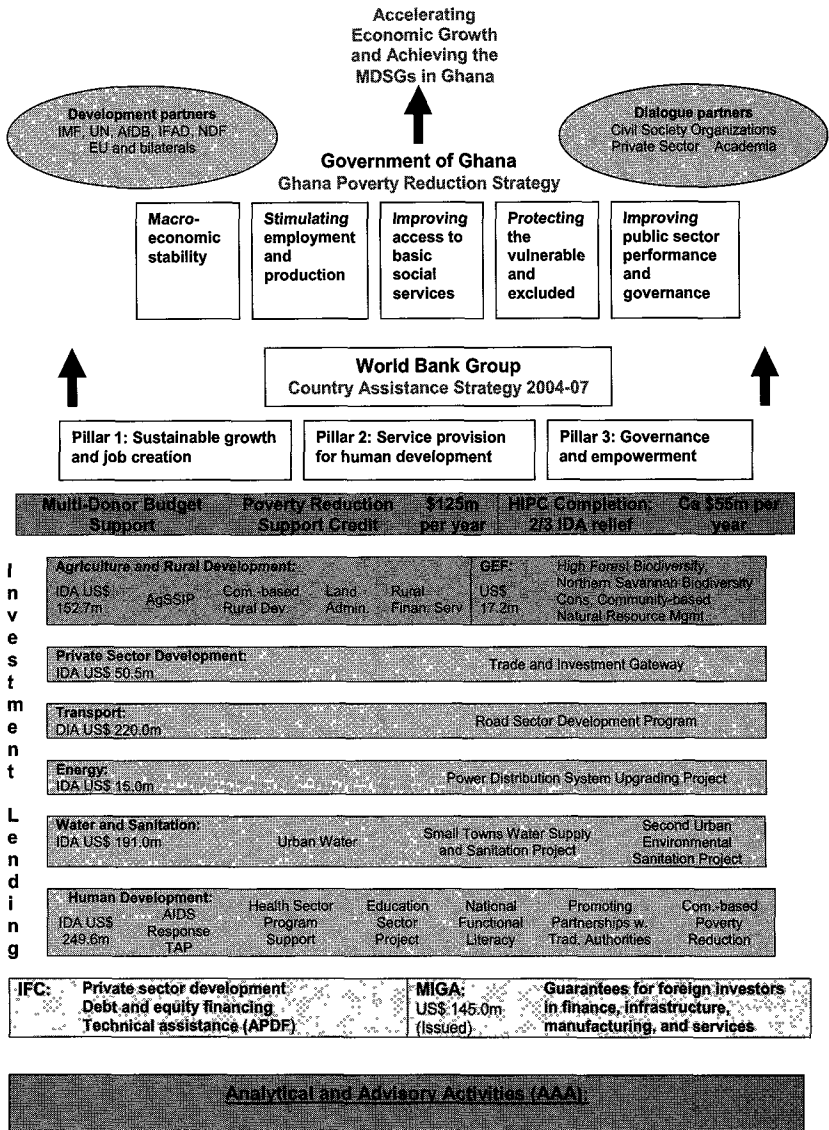 Accelerating
Economic Growth
and Achieving the
MDSGs in Ghana
Development partners
IMF, UN, AfDB, IFAD, NDF
EU and bilaterals
Dialogue partners
Civil Society Organizations
Private Sector Academia
Government of Ghana
Ghana Poverty Reduction Strategy
Macro-
economic
stability
Stimulating
employment
and
production
Improving
access to
basic
social
services
Protecting
the
vulnerable
and
excluded
Improving
public sector
performance
and
governance
World Bank Group
Country Assistance Strategy 2004-07
Pillar 1: Sustainable growth
and job creation
Pillar 2: Service provision
for human development
Pillar 3: Governance
and empowerment
Multi-Donor Budget
Support
Poverty Reduction
Support Credit
$125m
per year
HIPC Completion:
2/3 IDA relief
Ca $55m per
year
Investment Lending
Agriculture and Rural Development:
IDA US$
152.7m
AgSSIP
Com.-based
Rural Dev.
Land
Admin.
Rural
Finan. Serv
GEF:
US$
17.2m
High Forest Biodiversity,
Northern Savannah Biodiversity
Cons. Community-based
Natural Resource Mgmt.
Private Sector Development:
IDA US$ 50.5m
Trade and Investment Gateway
Transport:
DIA US$ 220.0m
Road Sector Development Program
Energy:
IDA US$ 15.0m
Power Distribution System Upgrading Project
Water and Sanitation:
IDA US$ 191.0m
Urban Water
Small Towns Water Supply
and Sanitation Project
Second Urban
Environmental
Sanitation Project
Human Development:
IDA US$
249.6m
AIDS
Response
TAP
Health Sector
Program
Support
Education
Sector
Project
National
Functional
Literacy
Promoting
Partnerships w.
Trad. Authorities
Com.-based
Poverty
Reduction
IFC: Private sector development
Debt and equity financing
Technical assistance (APDF)
MIGA:
US$ 145.0m
(Issued)
Guarantees for foreign investors
in finance, infrastructure,
manufacturing, and services
Analytical and Advisory Activities (AAA):